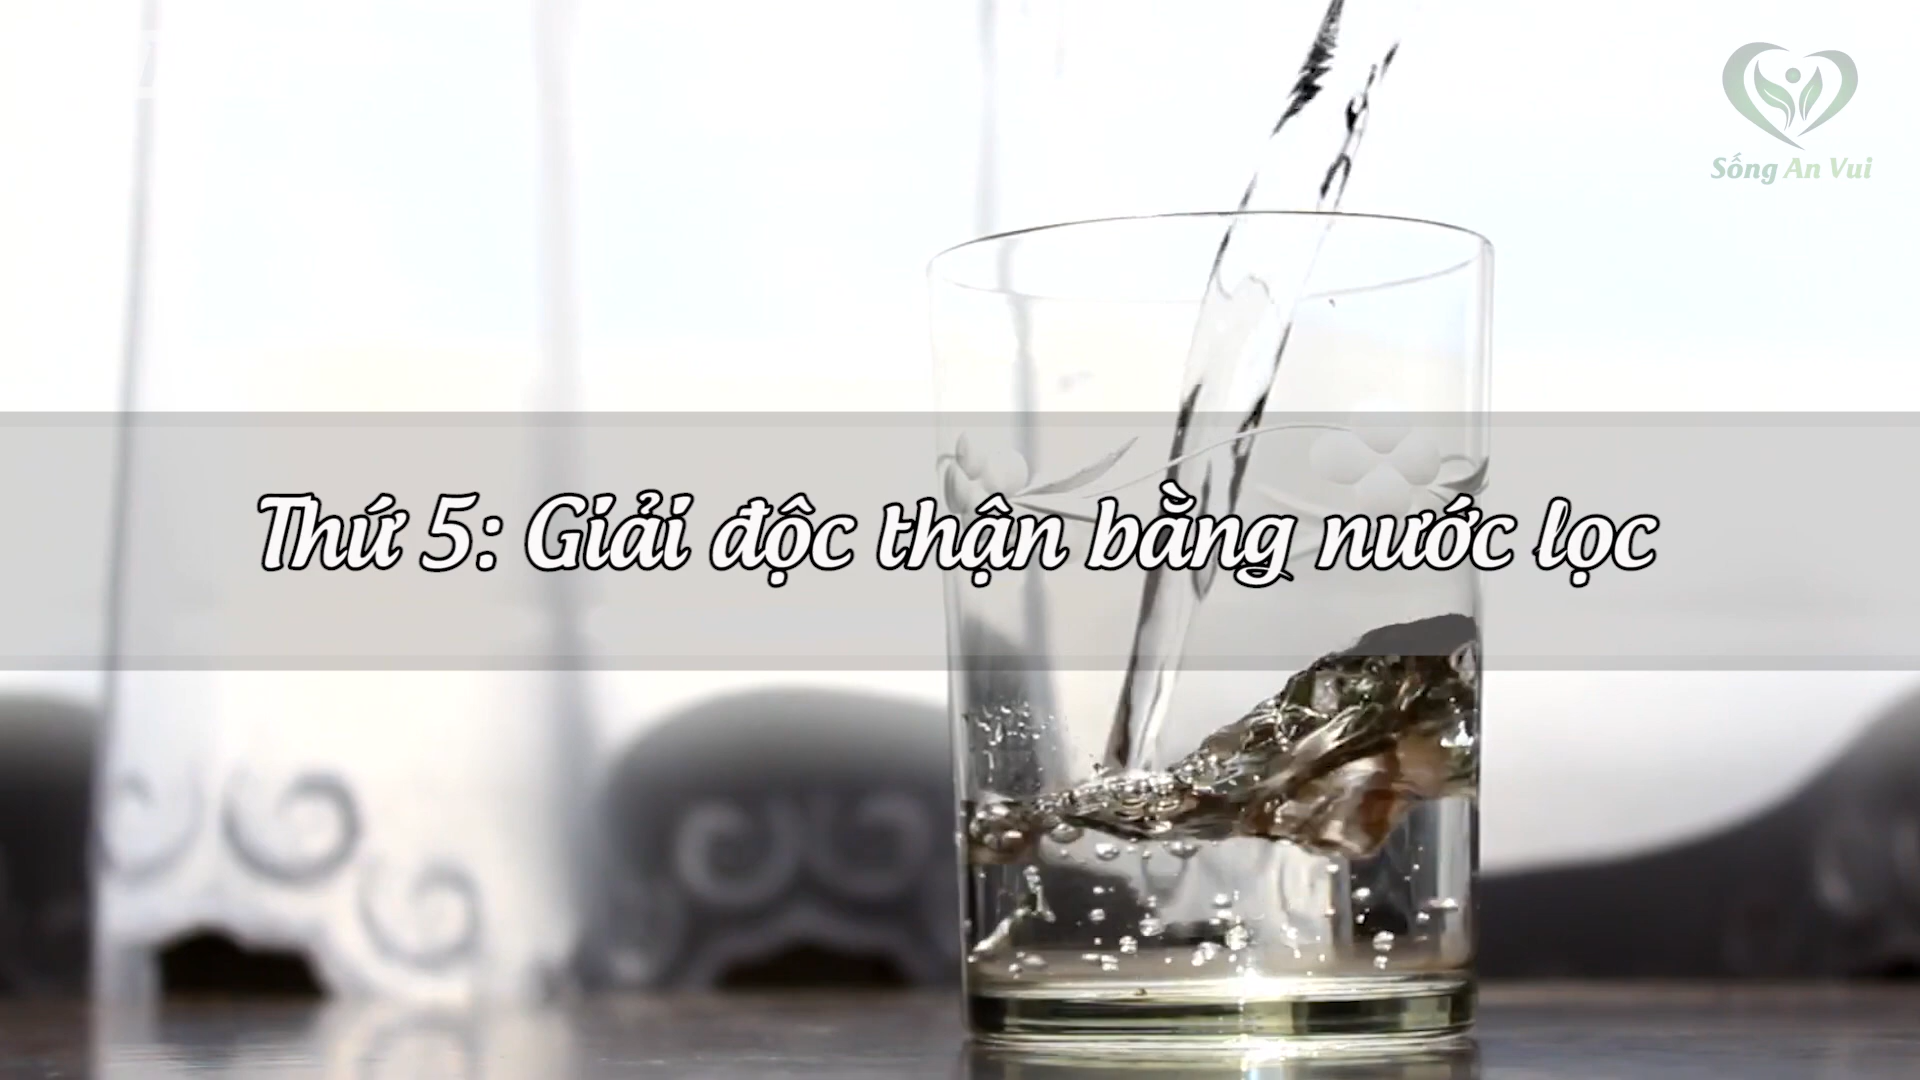 Sống An Vui
Thứ 5: Giải độc thận bằng nước lọc